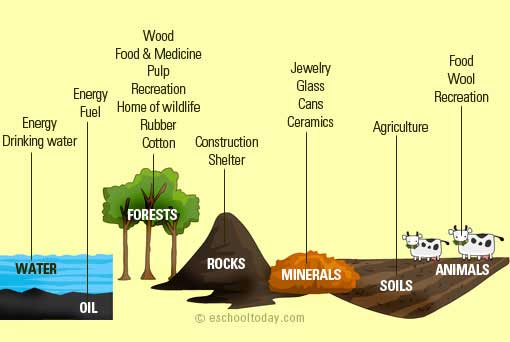 Energy
Drinking water
Energy
Fuel
Wood
Food & Medicine
Pulp
Recreation
Home of wildlife
Rubber
Cotton
Construction
Shelter
Jewelry
Glass
Cans
Ceramics
Agriculture
Food
Wool
Recreation
WATER
OIL
FORESTS
ROCKS
MINERALS
SOILS
ANIMALS
© eschooltoday.com